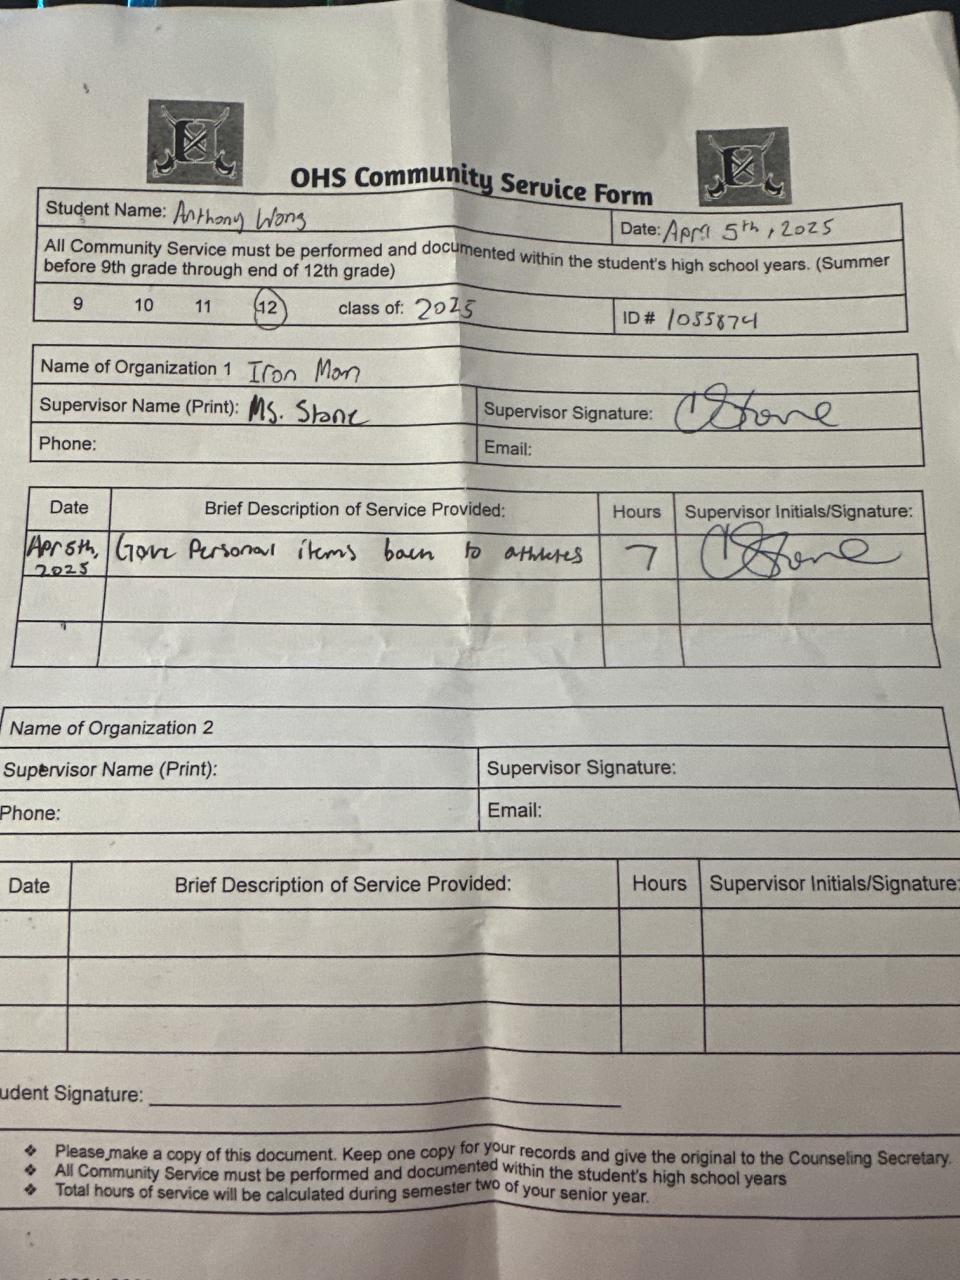 OHS Community Service Form
Student Name: Anthony Wong
Date: April 5th, 2025
All Community Service must be performed and documented within the student's high school years. (Summer
before 9th grade through end of 12th grade)
9 10 11 12 class of: 2025
ID # 1055874
Name of Organization 1 Iron Man
Supervisor Name (Print): Ms. Stone
Supervisor Signature: CStone
Phone:
Email:
Date Brief Description of Service Provided: Hours Supervisor Initials/Signature:
Apr 5th, Gave Personal items back to athletes 7 CStone
2025
Name of Organization 2
Supervisor Name (Print):
Supervisor Signature:
Phone:
Email:
Date Brief Description of Service Provided: Hours Supervisor Initials/Signature:
udent Signature:
❖ Please make a copy of this document. Keep one copy for your records and give the original to the Counseling Secretary.
❖ All Community Service must be performed and documented within the student's high school years
❖ Total hours of service will be calculated during semester two of your senior year.